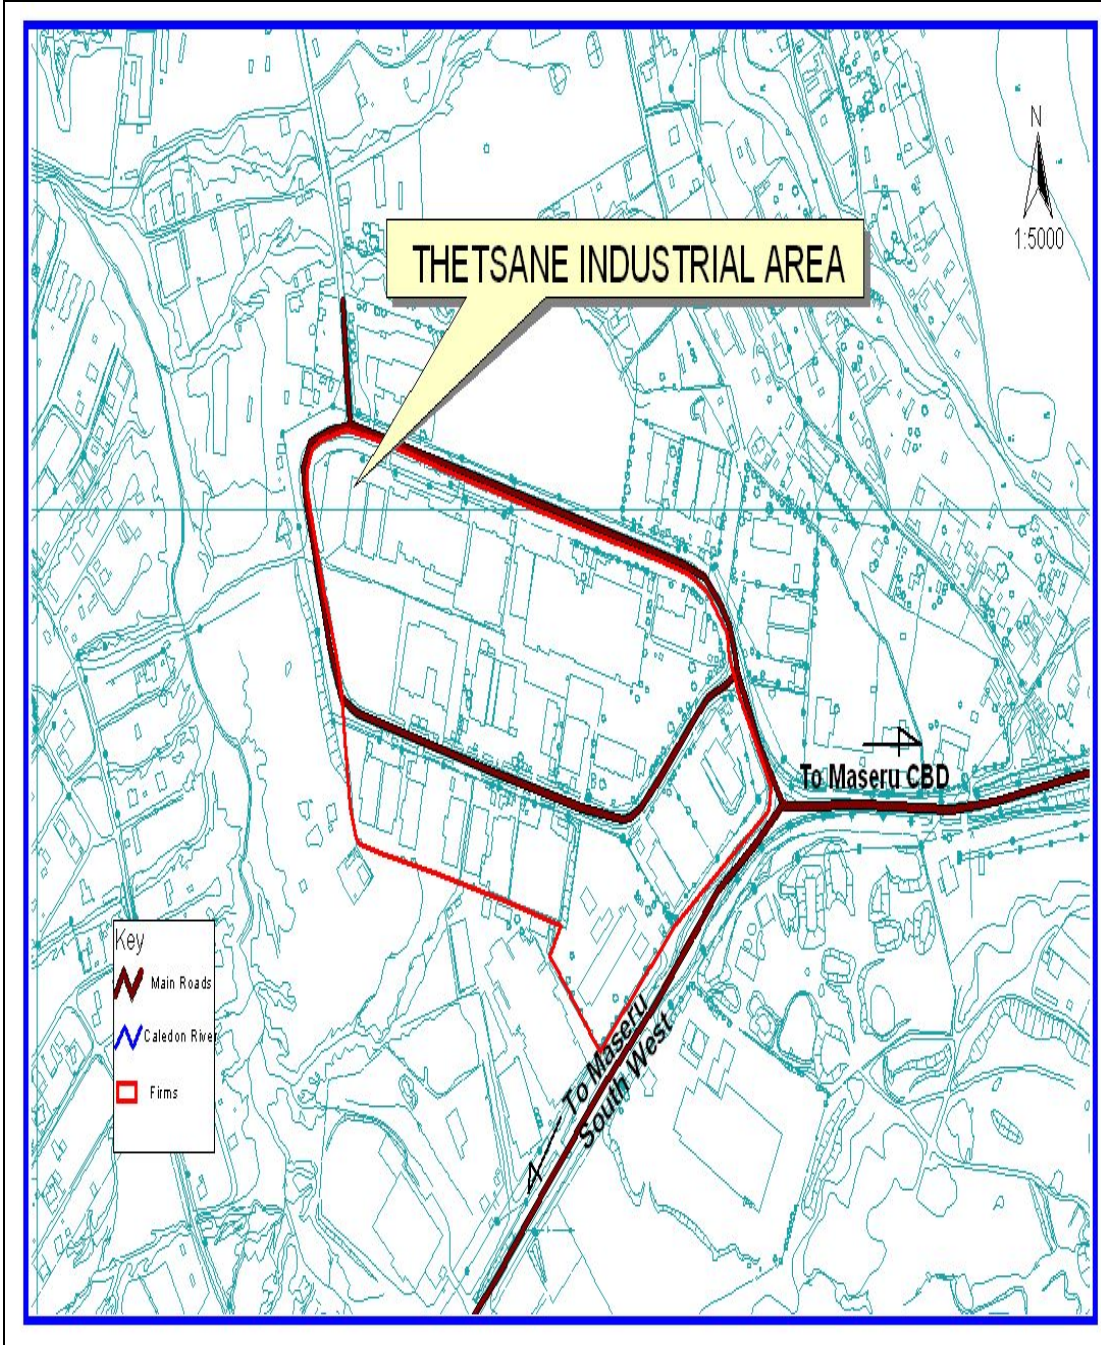 N
1:5000
THETSANE INDUSTRIAL AREA
To Maseru CBD
Key
Main Roads
Caledon River
Firms
To Maseru
South West